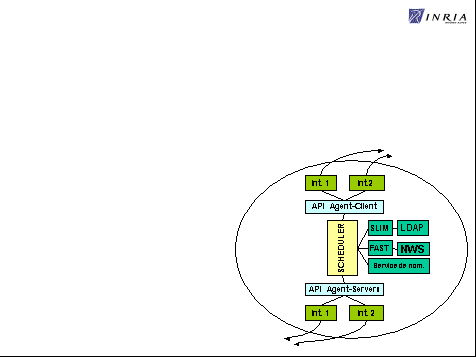 INRIA
Int 1 Int 2
API Agent-Client
SCHEDULER
SLIM LDAP
FAST NWS
Service de nom.
API Agent-Servers
Int 1 Int 2